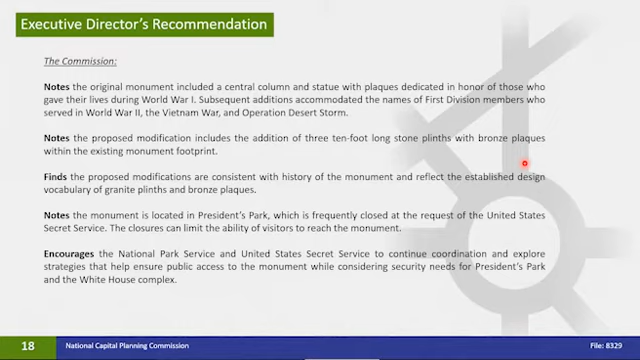 Executive Director's Recommendation
The Commission:
Notes the original monument included a central column and statue with plaques dedicated in honor of those who
gave their lives during World War I. Subsequent additions accommodated the names of First Division members who
served in World War II, the Vietnam War, and Operation Desert Storm.
Notes the proposed modification includes the addition of three ten-foot long stone plinths with bronze plaques
within the existing monument footprint.
Finds the proposed modifications are consistent with history of the monument and reflect the established design
vocabulary of granite plinths and bronze plaques.
Notes the monument is located in President's Park, which is frequently closed at the request of the United States
Secret Service. The closures can limit the ability of visitors to reach the monument.
Encourages the National Park Service and United States Secret Service to continue coordination and explore
strategies that help ensure public access to the monument while considering security needs for President's Park
and the White House complex.
18
National Capital Planning Commission
File: 8329